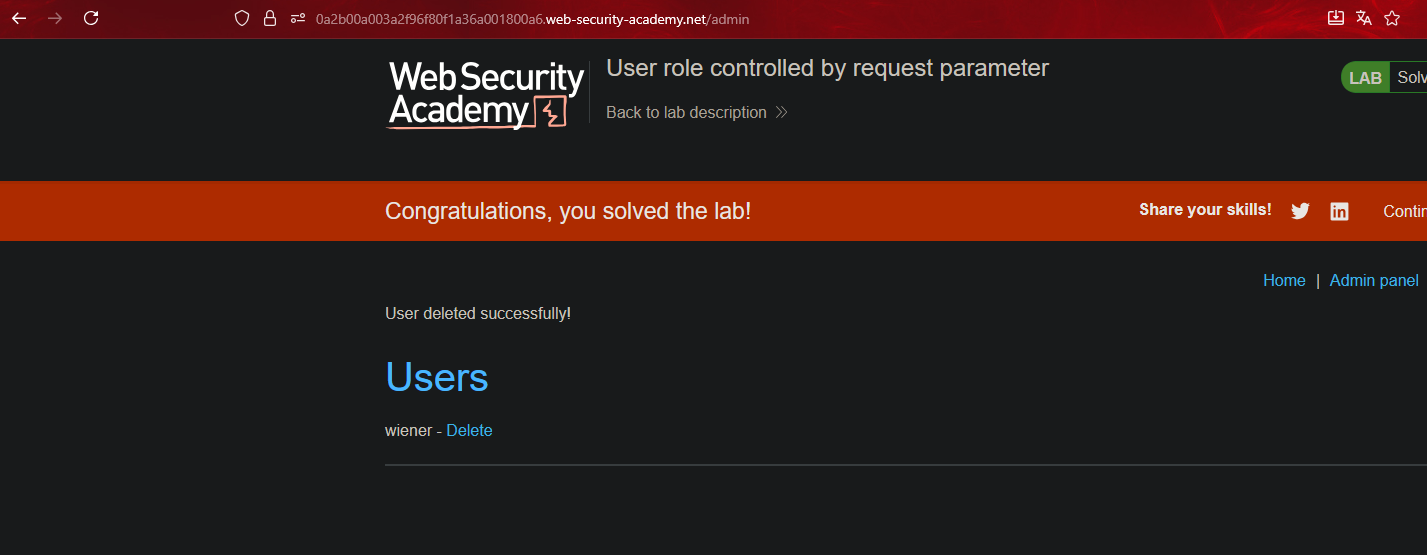 0a2b00a003a2f96f80f1a36a001800a6.web-security-academy.net/admin
Web Security
Academy
User role controlled by request parameter
Back to lab description
LAB Solv
Congratulations, you solved the lab!
Share your skills! Contin
Home | Admin panel
User deleted successfully!
Users
wiener - Delete